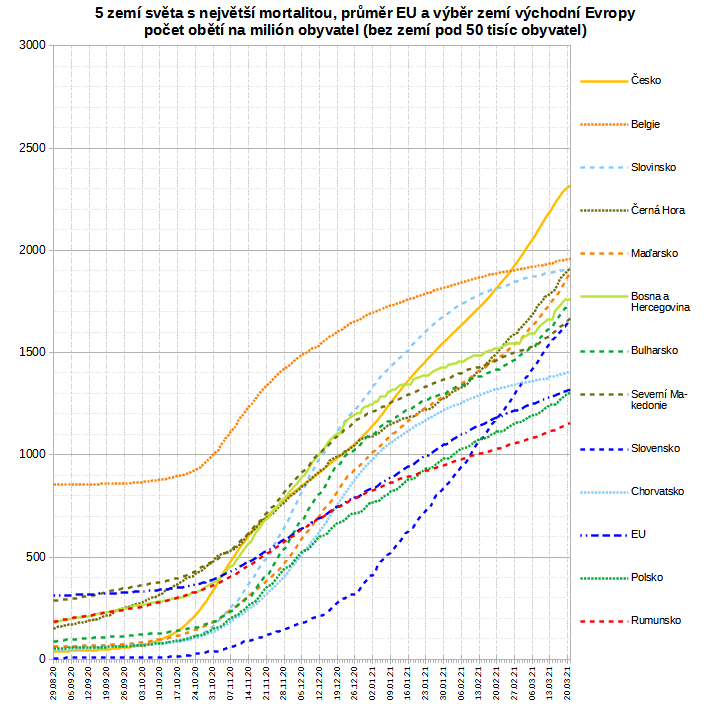 5 zemí světa s největší mortalitou, průměr EU a výběr zemí východní Evropy
počet obětí na milión obyvatel (bez zemí pod 50 tisíc obyvatel)
3000
2500
2000
1500
1000
500
0
Česko
Belgie
Slovinsko
Černá Hora
Maďarsko
Bosna a
Hercegovina
Bulharsko
Severní Ma-
kedonie
Slovensko
Chorvatsko
EU
Polsko
Rumunsko
29.08.20
05.09.20
12.09.20
19.09.20
26.09.20
03.10.20
10.10.20
17.10.20
24.10.20
31.10.20
07.11.20
14.11.20
21.11.20
28.11.20
05.12.20
12.12.20
19.12.20
26.12.20
02.01.21
09.01.21
16.01.21
23.01.21
30.01.21
06.02.21
13.02.21
20.02.21
27.02.21
06.03.21
13.03.21
20.03.21